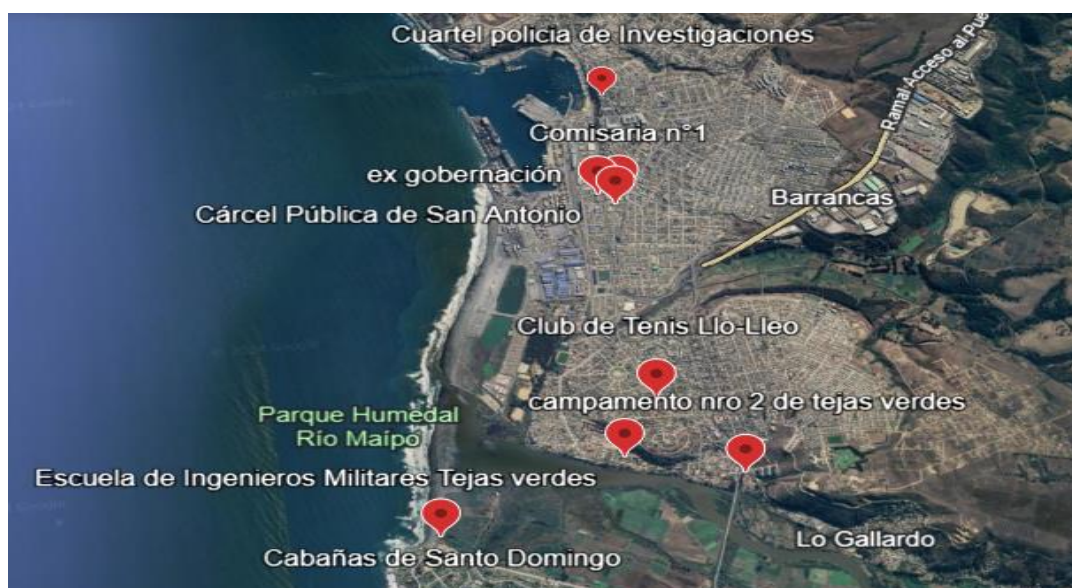 Cuartel policia de Investigaciones
Ramal Acceso al Pue
Comisaria n°1
ex gobernación
Barrancas
Cárcel Pública de San Antonio
Club de Tenis Llo-Lleo
campamento nro 2 de tejas verdes
Parque Humedal
Río Maipo
Escuela de Ingenieros Militares Tejas verdes
Lo Gallardo
Cabañas de Santo Domingo